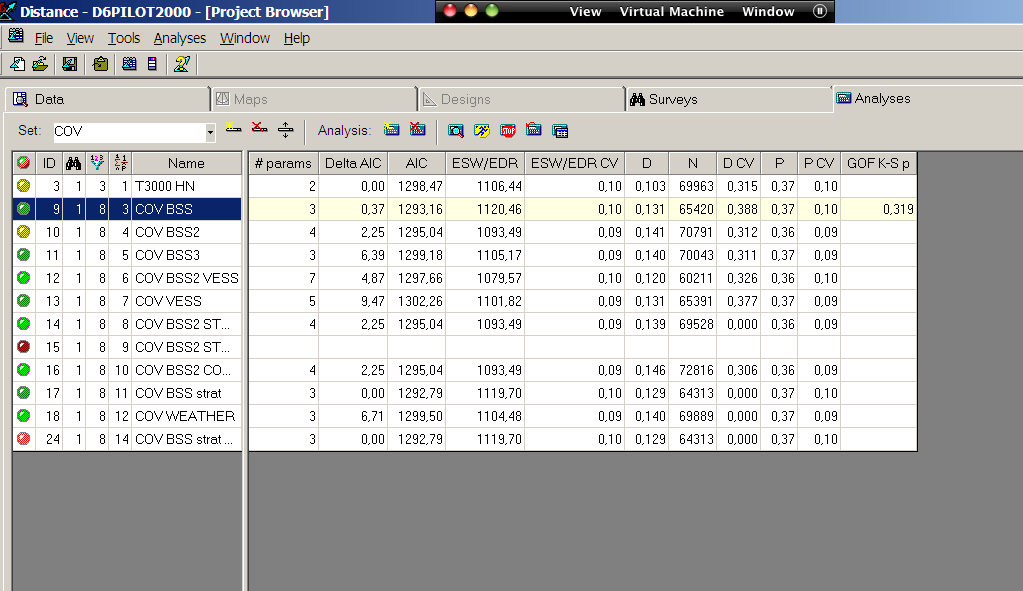 Distance - D6PILOT2000 - [Project Browser] View Virtual Machine Window
File View Tools Analyses Window Help
Data Maps Designs Surveys Analyses
Set: COV Analysis:
ID Name # params Delta AIC AIC ESW/EDR ESW/EDR CV D N D CV P P CV GOF K-S p
3 1 3 1 T3000 HN 2 0,00 1298,47 1106,44 0,10 0,103 69963 0,315 0,37 0,10
9 1 8 3 COV BSS 3 0,37 1293,16 1120,46 0,10 0,131 65420 0,388 0,37 0,10 0,319
10 1 8 4 COV BSS2 4 2,25 1295,04 1093,49 0,09 0,141 70791 0,312 0,36 0,09
11 1 8 5 COV BSS3 3 6,39 1299,18 1105,17 0,09 0,140 70043 0,311 0,37 0,09
12 1 8 6 COV BSS2 VESS 7 4,87 1297,66 1079,57 0,10 0,120 60211 0,326 0,36 0,10
13 1 8 7 COV VESS 5 9,47 1302,26 1101,82 0,09 0,131 65391 0,377 0,37 0,09
14 1 8 8 COV BSS2 ST... 4 2,25 1295,04 1093,49 0,09 0,139 69528 0,000 0,36 0,09
15 1 8 9 COV BSS2 ST...
16 1 8 10 COV BSS2 CO... 4 2,25 1295,04 1093,49 0,09 0,146 72816 0,306 0,36 0,09
17 1 8 11 COV BSS strat 3 0,00 1292,79 1119,70 0,10 0,129 64313 0,000 0,37 0,10
18 1 8 12 COV WEATHER 3 6,71 1299,50 1104,48 0,09 0,140 69889 0,000 0,37 0,09
24 1 8 14 COV BSS strat ... 3 0,00 1292,79 1119,70 0,10 0,129 64313 0,000 0,37 0,10